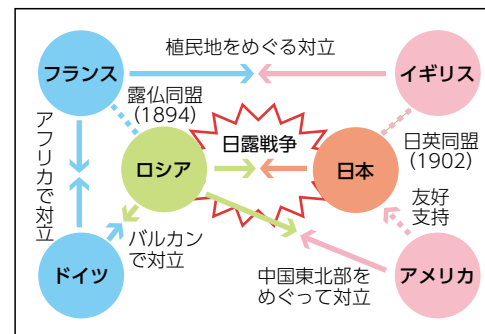 植民地をめぐる対立
フランス
イギリス
露仏同盟
(1894)
日露戦争
日英同盟
(1902)
アフリカで対立
ロシア
日本
友好
支持
バルカン
で対立
ドイツ
中国東北部を
めぐって対立
アメリカ